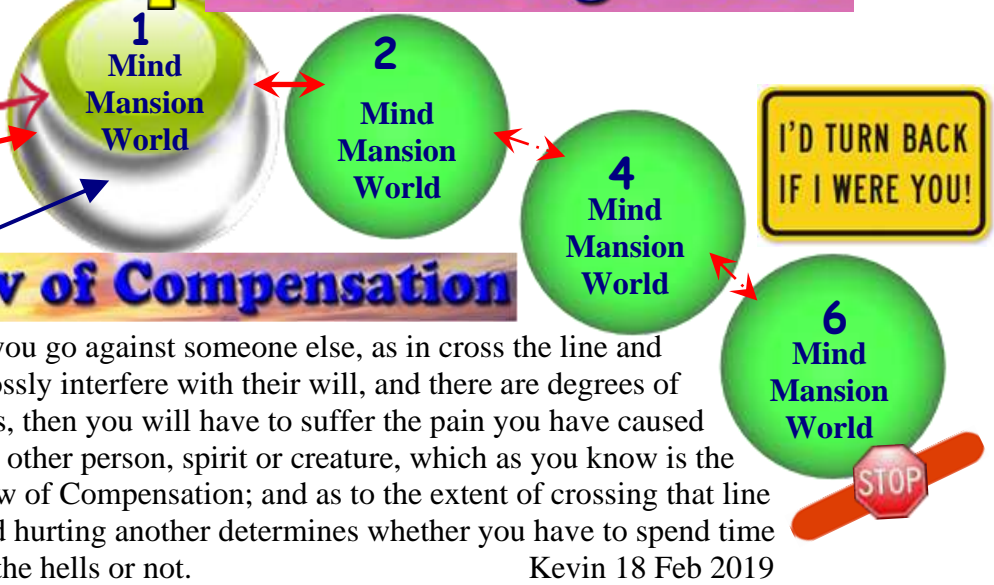 1
Mind
Mansion
World
2
Mind
Mansion
World
4
Mind
Mansion
World
6
Mind
Mansion
World
I'D TURN BACK
IF I WERE YOU!
STOP
of Compensation
you go against someone else, as in cross the line and
interfere with their will, and there are degrees of
then you will have to suffer the pain you have caused
other person, spirit or creature, which as you know is the
of Compensation; and as to the extent of crossing that line
hurting another determines whether you have to spend time
the hells or not. Kevin 18 Feb 2019